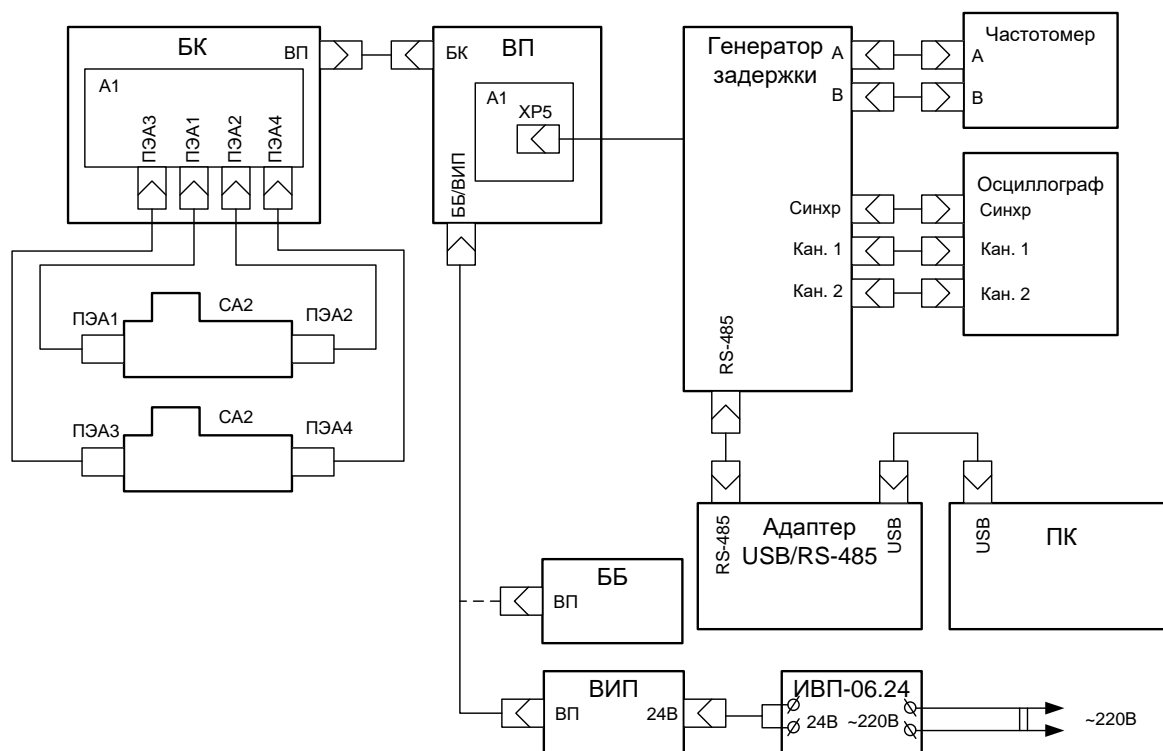 БК
ВП
А1
ПЭА3
ПЭА1
ПЭА2
ПЭА4
ВП
БК
А1
XP5
ББ/ВИП
Генератор
задержки
А
В
Синхр
Кан. 1
Кан. 2
RS-485
Частотомер
А
В
Осциллограф
Синхр
Кан. 1
Кан. 2
ПЭА1
СА2
ПЭА2
ПЭА3
СА2
ПЭА4
RS-485
Адаптер
USB/RS-485
USB
USB
ПК
ББ
ВП
ВИП
ВП
24В
ИВП-06.24
24В
~220В
~220В